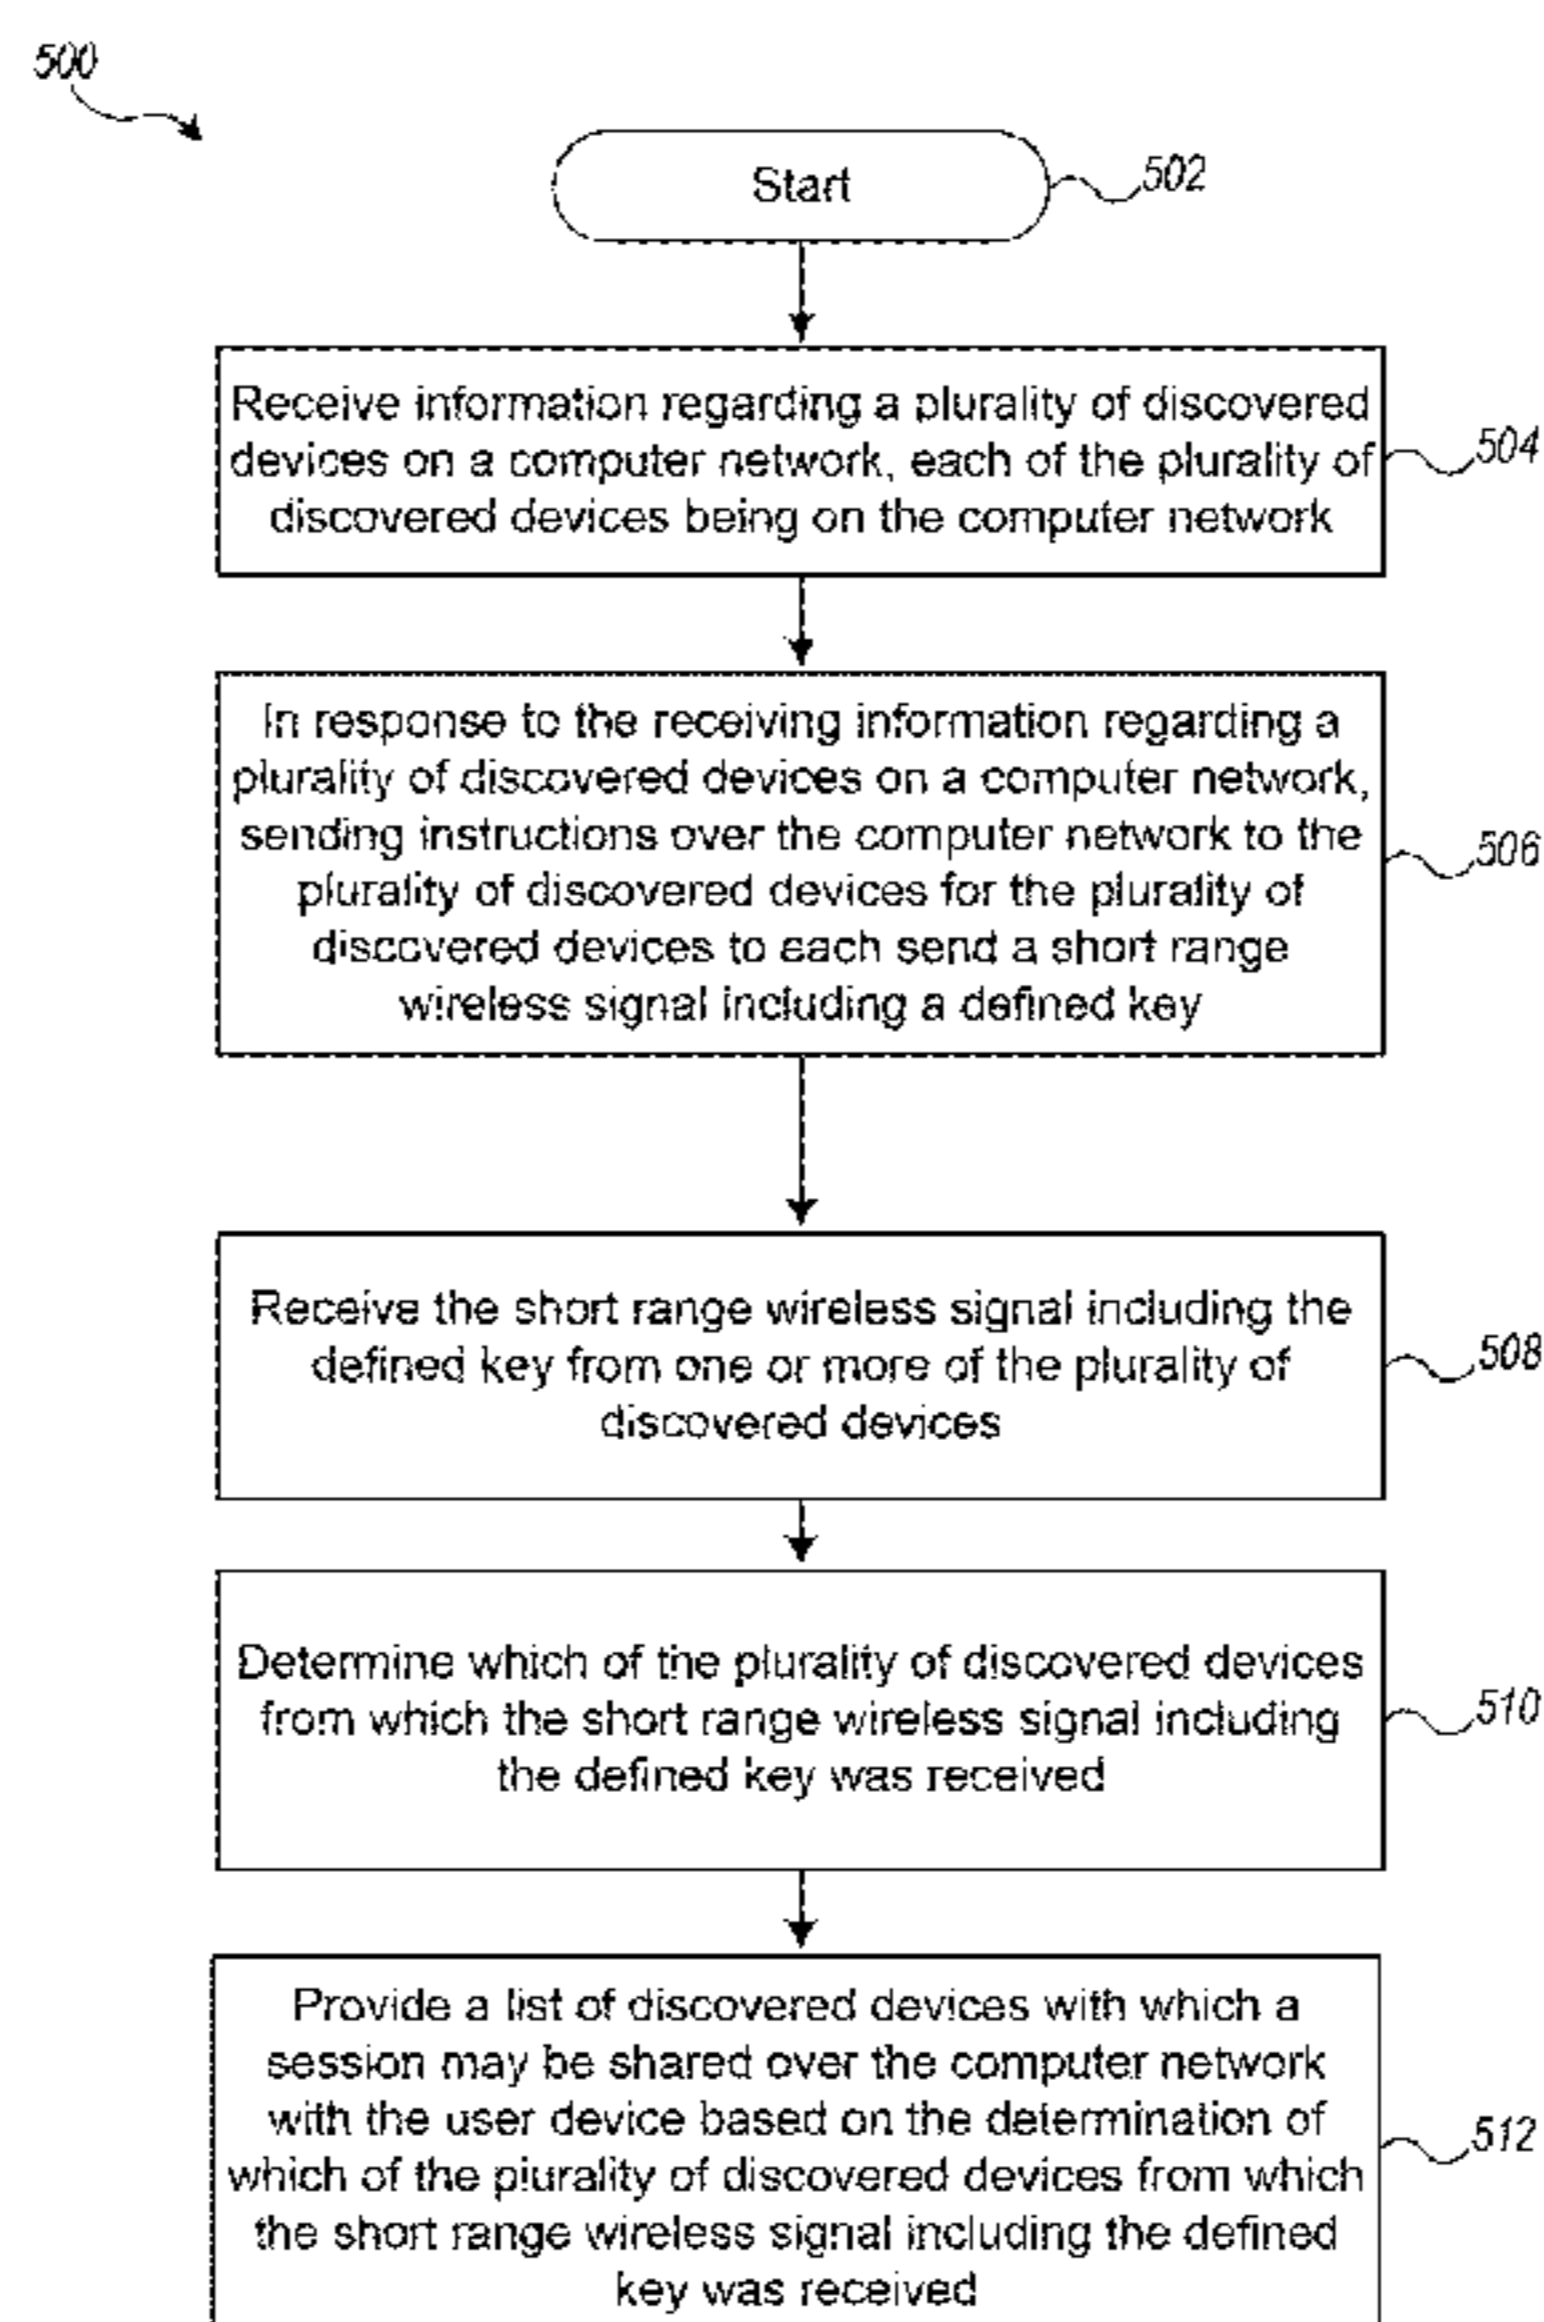 500
Start
502
Receive information regarding a plurality of discovered
devices on a computer network, each of the plurality of
discovered devices being on the computer network
504
In response to the receiving information regarding a
plurality of discovered devices on a computer network,
sending instructions over the computer network to the
plurality of discovered devices for the plurality of
discovered devices to each send a short range
wireless signal including a defined key
506
Receive the short range wireless signal including the
defined key from one or more of the plurality of
discovered devices
508
Determine which of the plurality of discovered devices
from which the short range wireless signal including
the defined key was received
510
Provide a list of discovered devices with which a
session may be shared over the computer network
with the user device based on the determination of
which of the plurality of discovered devices from which
the short range wireless signal including the defined
key was received
512